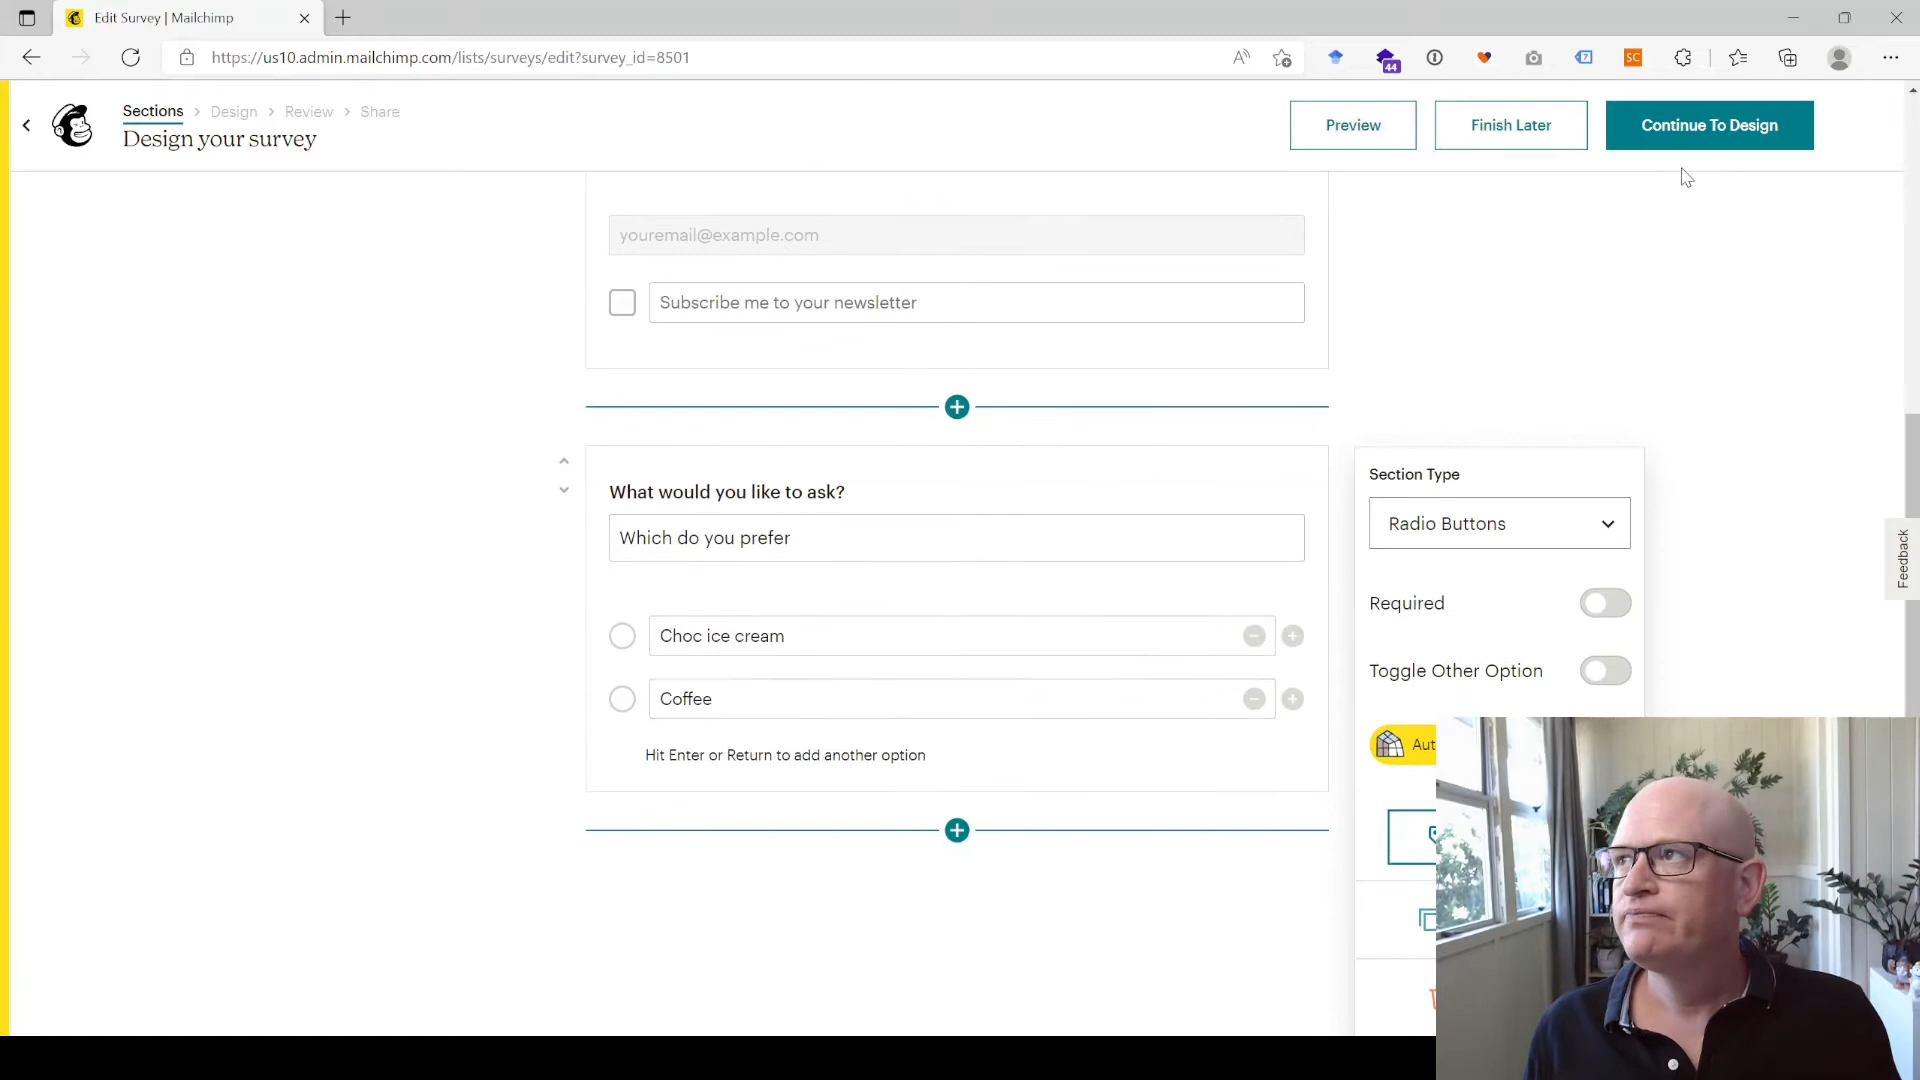 Edit Survey | Mailchimp
https://us10.admin.mailchimp.com/lists/surveys/edit?survey_id=8501
44
SC
Sections > Design > Review > Share
Design your survey
Preview
Finish Later
Continue To Design
youremail@example.com
Subscribe me to your newsletter
What would you like to ask?
Which do you prefer
Choc ice cream
Coffee
Hit Enter or Return to add another option
Section Type
Radio Buttons
Required
Toggle Other Option
Aut
Feedback